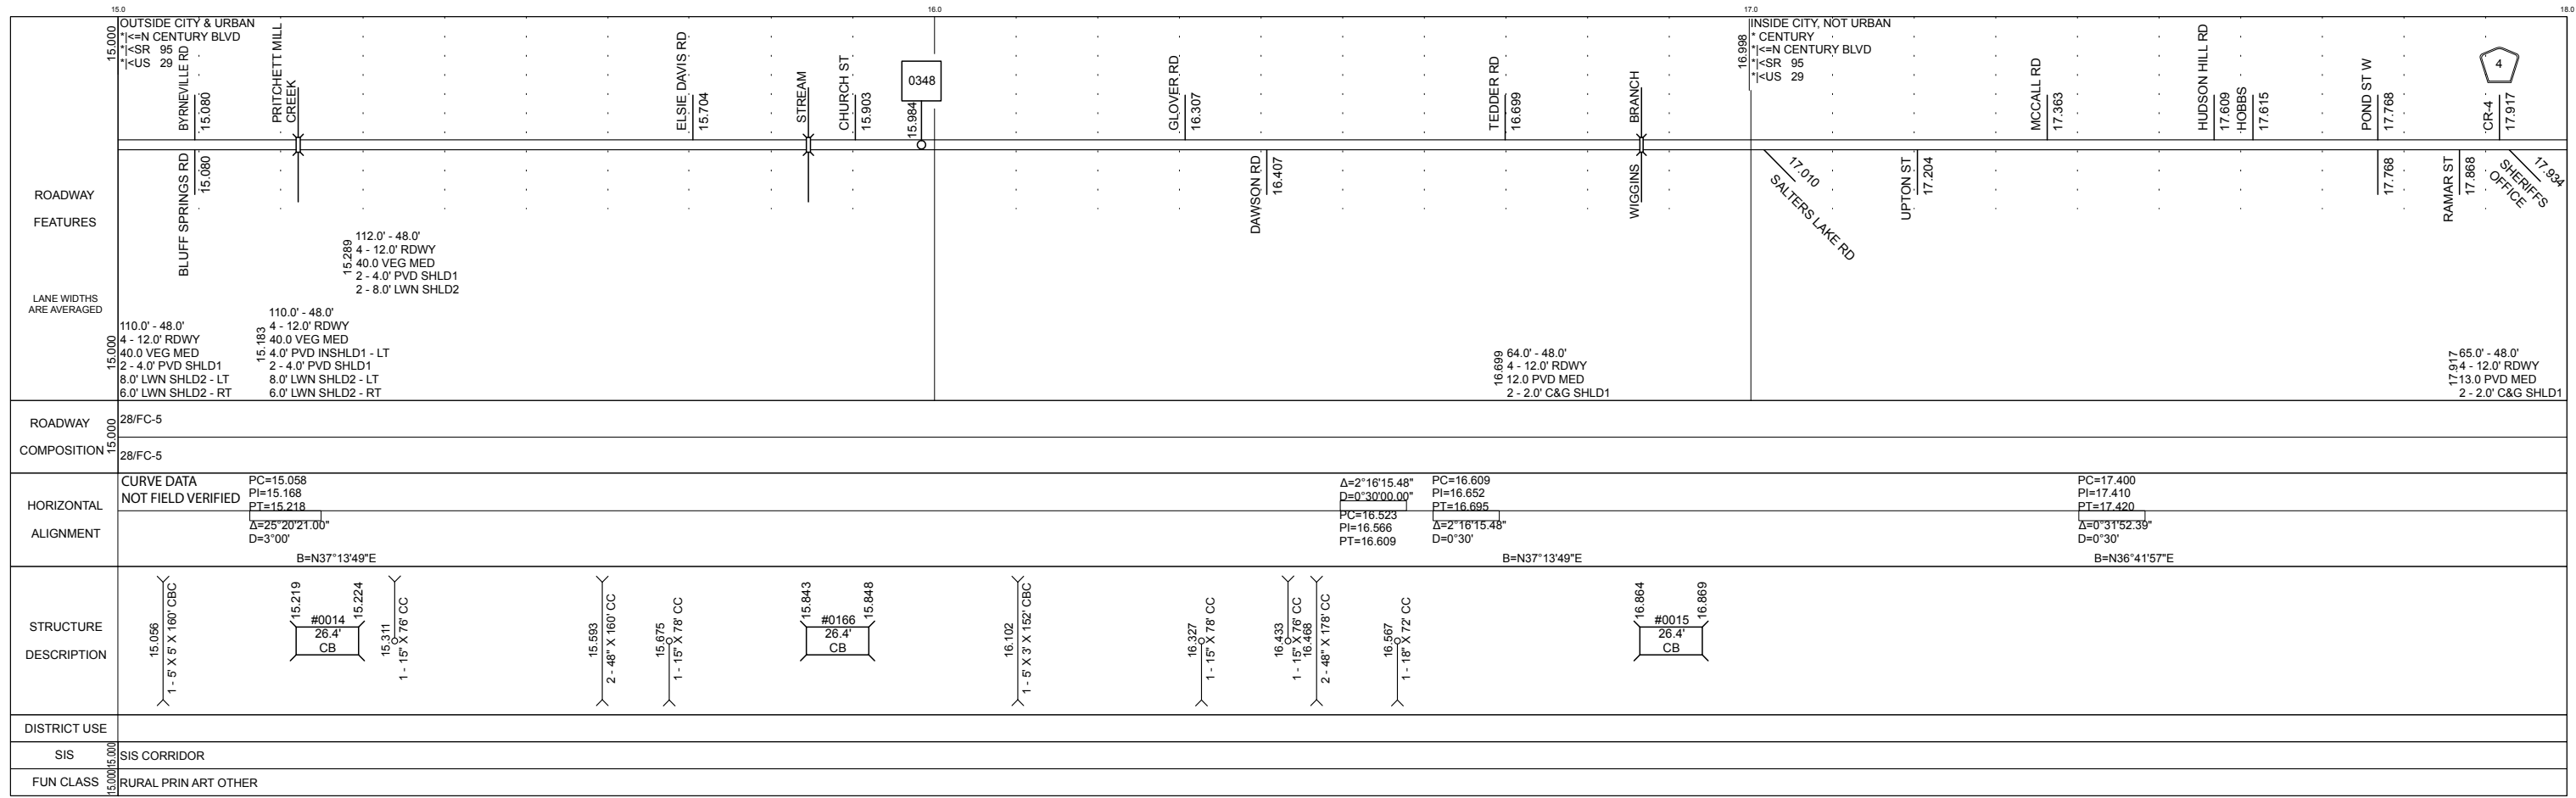 15.0
16.0
17.0
18.0
15.000
OUTSIDE CITY & URBAN
*|<=N CENTURY BLVD
*|<SR 95
*|<US 29
BYRNEVILLE RD
15.080
PRITCHETT MILL
CREEK
ELSIE DAVIS RD
15.704
STREAM
CHURCH ST
15.903
0348
15.984
GLOVER RD
16.307
TEDDER RD
16.699
BRANCH
16.998
INSIDE CITY, NOT URBAN
* CENTURY
*|<=N CENTURY BLVD
*|<SR 95
*|<US 29
MCCALL RD
17.363
HUDSON HILL RD
17.609
HOBBS
17.615
POND ST W
17.768
4
CR-4
17.917
ROADWAY
FEATURES
LANE WIDTHS
ARE AVERAGED
BLUFF SPRINGS RD
15.080
DAWSON RD
16.407
WIGGINS
17.010
SALTERS LAKE RD
UPTON ST
17.204
17.768
RAMAR ST
17.868
17.934
SHERIFFS
OFFICE
15.000
110.0' - 48.0'
4 - 12.0' RDWY
40.0 VEG MED
2 - 4.0' PVD SHLD1
8.0' LWN SHLD2 - LT
6.0' LWN SHLD2 - RT
15.183
110.0' - 48.0'
4 - 12.0' RDWY
40.0 VEG MED
4.0' PVD INSHLD1 - LT
2 - 4.0' PVD SHLD1
8.0' LWN SHLD2 - LT
6.0' LWN SHLD2 - RT
15.289
112.0' - 48.0'
4 - 12.0' RDWY
40.0 VEG MED
2 - 4.0' PVD SHLD1
2 - 8.0' LWN SHLD2
16.699
64.0' - 48.0'
4 - 12.0' RDWY
12.0 PVD MED
2 - 2.0' C&G SHLD1
17.917
65.0' - 48.0'
4 - 12.0' RDWY
13.0 PVD MED
2 - 2.0' C&G SHLD1
ROADWAY
COMPOSITION
15.000
28/FC-5
28/FC-5
HORIZONTAL
ALIGNMENT
CURVE DATA
NOT FIELD VERIFIED
PC=15.058
PI=15.168
PT=15.218
Δ=25°20'21.00"
D=3°00'
B=N37°13'49"E
Δ=2°16'15.48"
D=0°30'00.00"
PC=16.523
PI=16.566
PT=16.609
PC=16.609
PI=16.652
PT=16.695
Δ=2°16'15.48"
D=0°30'
B=N37°13'49"E
PC=17.400
PI=17.410
PT=17.420
Δ=0°31'52.39"
D=0°30'
B=N36°41'57"E
STRUCTURE
DESCRIPTION
15.056
1 - 5' X 5' X 160' CBC
15.219
15.224
#0014
26.4'
CB
15.311
1 - 15" X 76' CC
15.593
2 - 48" X 160' CC
15.675
1 - 15" X 78' CC
15.843
15.848
#0166
26.4'
CB
16.102
1 - 5' X 3' X 152' CBC
16.327
1 - 15" X 78' CC
16.433
1 - 15" X 76' CC
16.468
2 - 48" X 178' CC
16.567
1 - 18" X 72' CC
16.864
16.869
#0015
26.4'
CB
DISTRICT USE
SIS
15.000
SIS CORRIDOR
FUN CLASS
15.000
RURAL PRIN ART OTHER